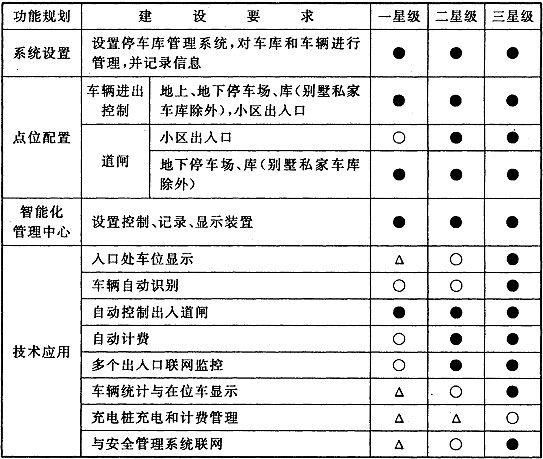 功能规划 建设要求 一星级 二星级 三星级
系统设置 设置停车库管理系统,对车库和车辆进行
管理,并记录信息 ● ● ●
点位配置 车辆进出
控制 地上、地下停车场、库(别墅私家
车库除外),小区出入口 ● ● ●
道闸 小区出入口 ○ ● ●
地下停车场、库(别墅私家车库
除外) ● ● ●
智能化
管理中心 设置控制、记录、显示装置 ● ● ●
技术应用 入口处车位显示 △ ○ ●
车辆自动识别 ○ ○ ●
自动控制出入道闸 ● ● ●
自动计费 ○ ● ●
多个出入口联网监控 ○ ● ●
车辆统计与在位车显示 △ ○ ●
充电桩充电和计费管理 △ △ ○
与安全管理系统联网 △ ○ ●